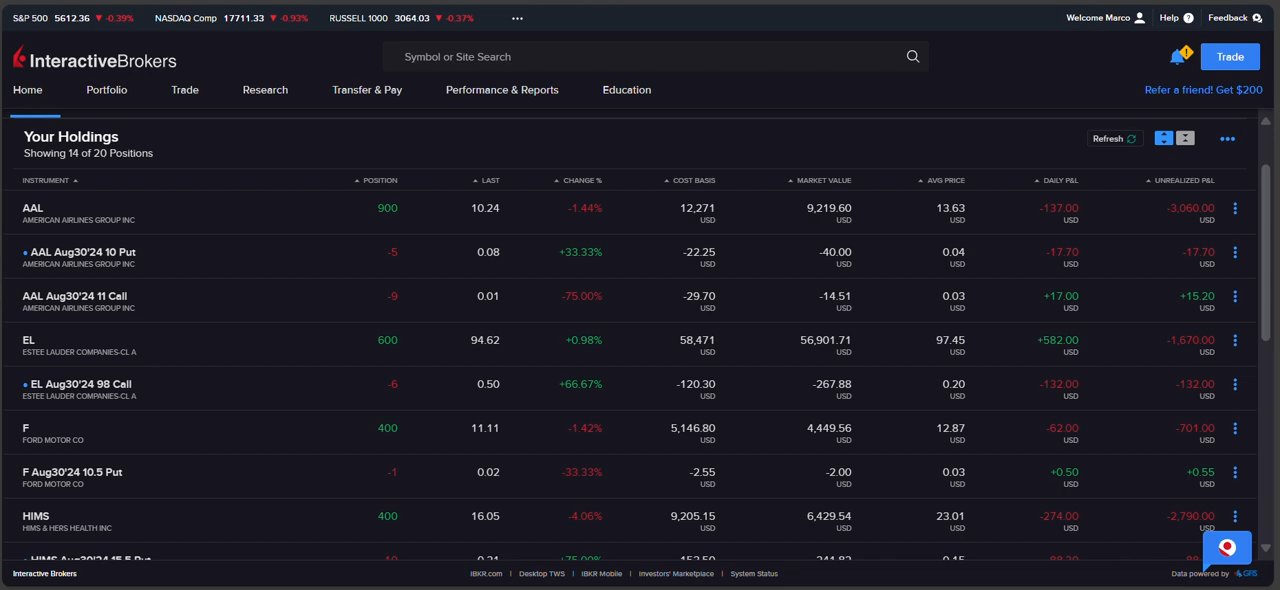 S&P 500 5612.36 ▼ -0.39% NASDAQ Comp 17711.33 ▼ -0.93% RUSSELL 1000 3064.03 ▼ -0.37% ••• Welcome Marco Help ? Feedback
InteractiveBrokers Symbol or Site Search ! Trade
Home Portfolio Trade Research Transfer & Pay Performance & Reports Education Refer a friend! Get $200
Your Holdings Refresh
Showing 14 of 20 Positions
INSTRUMENT POSITION LAST CHANGE % COST BASIS MARKET VALUE AVG PRICE DAILY P&L UNREALIZED P&L
AAL 900 10.24 -1.44% 12,271 9,219.60 13.63 -137.00 -3,060.00
AMERICAN AIRLINES GROUP INC USD USD USD USD USD
AAL Aug30'24 10 Put -5 0.08 +33.33% -22.25 -40.00 0.04 -17.70 -17.70
AMERICAN AIRLINES GROUP INC USD USD USD USD USD
AAL Aug30'24 11 Call -9 0.01 -75.00% -29.70 -14.51 0.03 +17.00 +15.20
AMERICAN AIRLINES GROUP INC USD USD USD USD USD
EL 600 94.62 +0.98% 58,471 56,901.71 97.45 +582.00 -1,670.00
ESTEE LAUDER COMPANIES-CL A USD USD USD USD USD
EL Aug30'24 98 Call -6 0.50 +66.67% -120.30 -267.88 0.20 -132.00 -132.00
ESTEE LAUDER COMPANIES-CL A USD USD USD USD USD
F 400 11.11 -1.42% 5,146.80 4,449.56 12.87 -62.00 -701.00
FORD MOTOR CO USD USD USD USD USD
F Aug30'24 10.5 Put -1 0.02 -33.33% -2.55 -2.00 0.03 +0.50 +0.55
FORD MOTOR CO USD USD USD USD USD
HIMS 400 16.05 -4.06% 9,205.15 6,429.54 23.01 -274.00 -2,790.00
HIMS & HERS HEALTH INC USD USD USD USD USD
HIMS Aug30'24 15.5 Put
Interactive Brokers IBKR.com | Desktop TWS | IBKR Mobile | Investors' Marketplace | System Status Data powered by GFIS